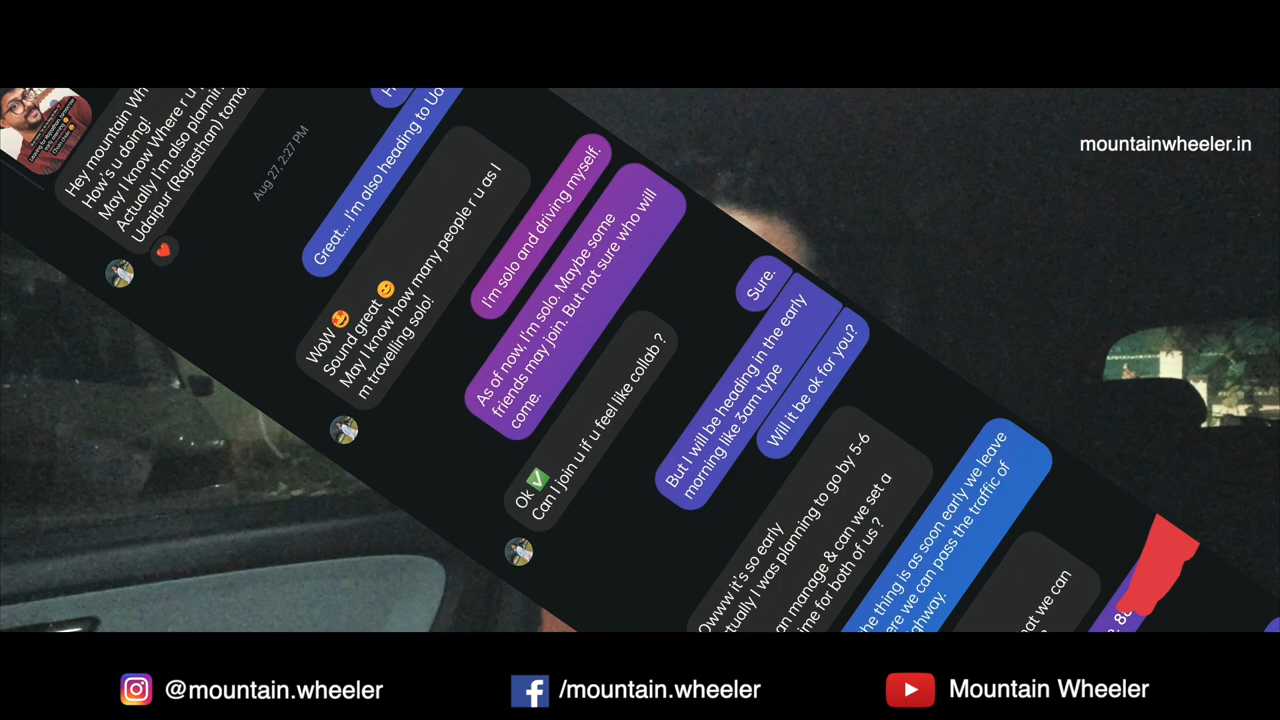 mountainwheeler.in
Hey mountain Wh
How's u doing!
May I know Where r u
Actually I'm also plannin
Udaipur (Rajasthan) tomo
Aug 27, 2:27 PM
Great... I'm also heading to Uda
WoW 🤩
Sound great 😊
May I know how many people r u as I
m travelling solo!
I'm solo and driving myself.
As of now, I'm solo. Maybe some
friends may join. But not sure who will
come.
Ok ✅
Can I join u if u feel like collab ?
Sure.
But I will be heading in the early
morning like 3am type
Will it be ok for you?
Owww it's so early
tually I was planning to go by 5-6
an manage & can we set a
ime for both of us ?
he thing is as soon early we leave
ere we can pass the traffic of
ghway.
at we can
@mountain.wheeler
/mountain.wheeler
Mountain Wheeler